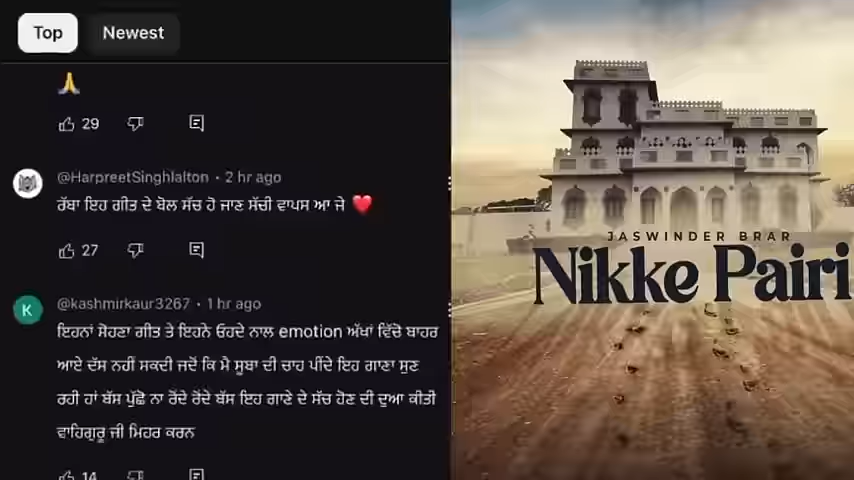 Top
Newest
🙏
29
@HarpreetSinghlalton • 2 hr ago
ਰੱਬਾ ਇਹ ਗੀਤ ਦੇ ਬੋਲ ਸੱਚ ਹੋ ਜਾਣ ਸੱਚੀ ਵਾਪਸ ਆ ਜੇ ❤️
27
K
@kashmirkaur3267 • 1 hr ago
ਇਹਨਾਂ ਸੋਹਣਾ ਗੀਤ ਤੇ ਇਹਨੇ ਓਹਦੇ ਨਾਲ emotion ਅੱਖਾਂ ਵਿੱਚੋ ਬਾਹਰ
ਆਏ ਦੱਸ ਨਹੀਂ ਸਕਦੀ ਜਦੋਂ ਕਿ ਮੈ ਸੂਬਾ ਦੀ ਚਾਹ ਪੀਂਦੇ ਇਹ ਗਾਣਾ ਸੁਣ
ਰਹੀ ਹਾਂ ਬੱਸ ਪੁੱਛੋ ਨਾ ਰੋਂਦੇ ਰੋਂਦੇ ਬੱਸ ਇਹ ਗਾਣੇ ਦੇ ਸੱਚ ਹੋਣ ਦੀ ਦੁਆ ਕੀਤੀ
ਵਾਹਿਗੁਰੂ ਜੀ ਮਿਹਰ ਕਰਨ
14
JASWINDER BRAR
Nikke Pairi